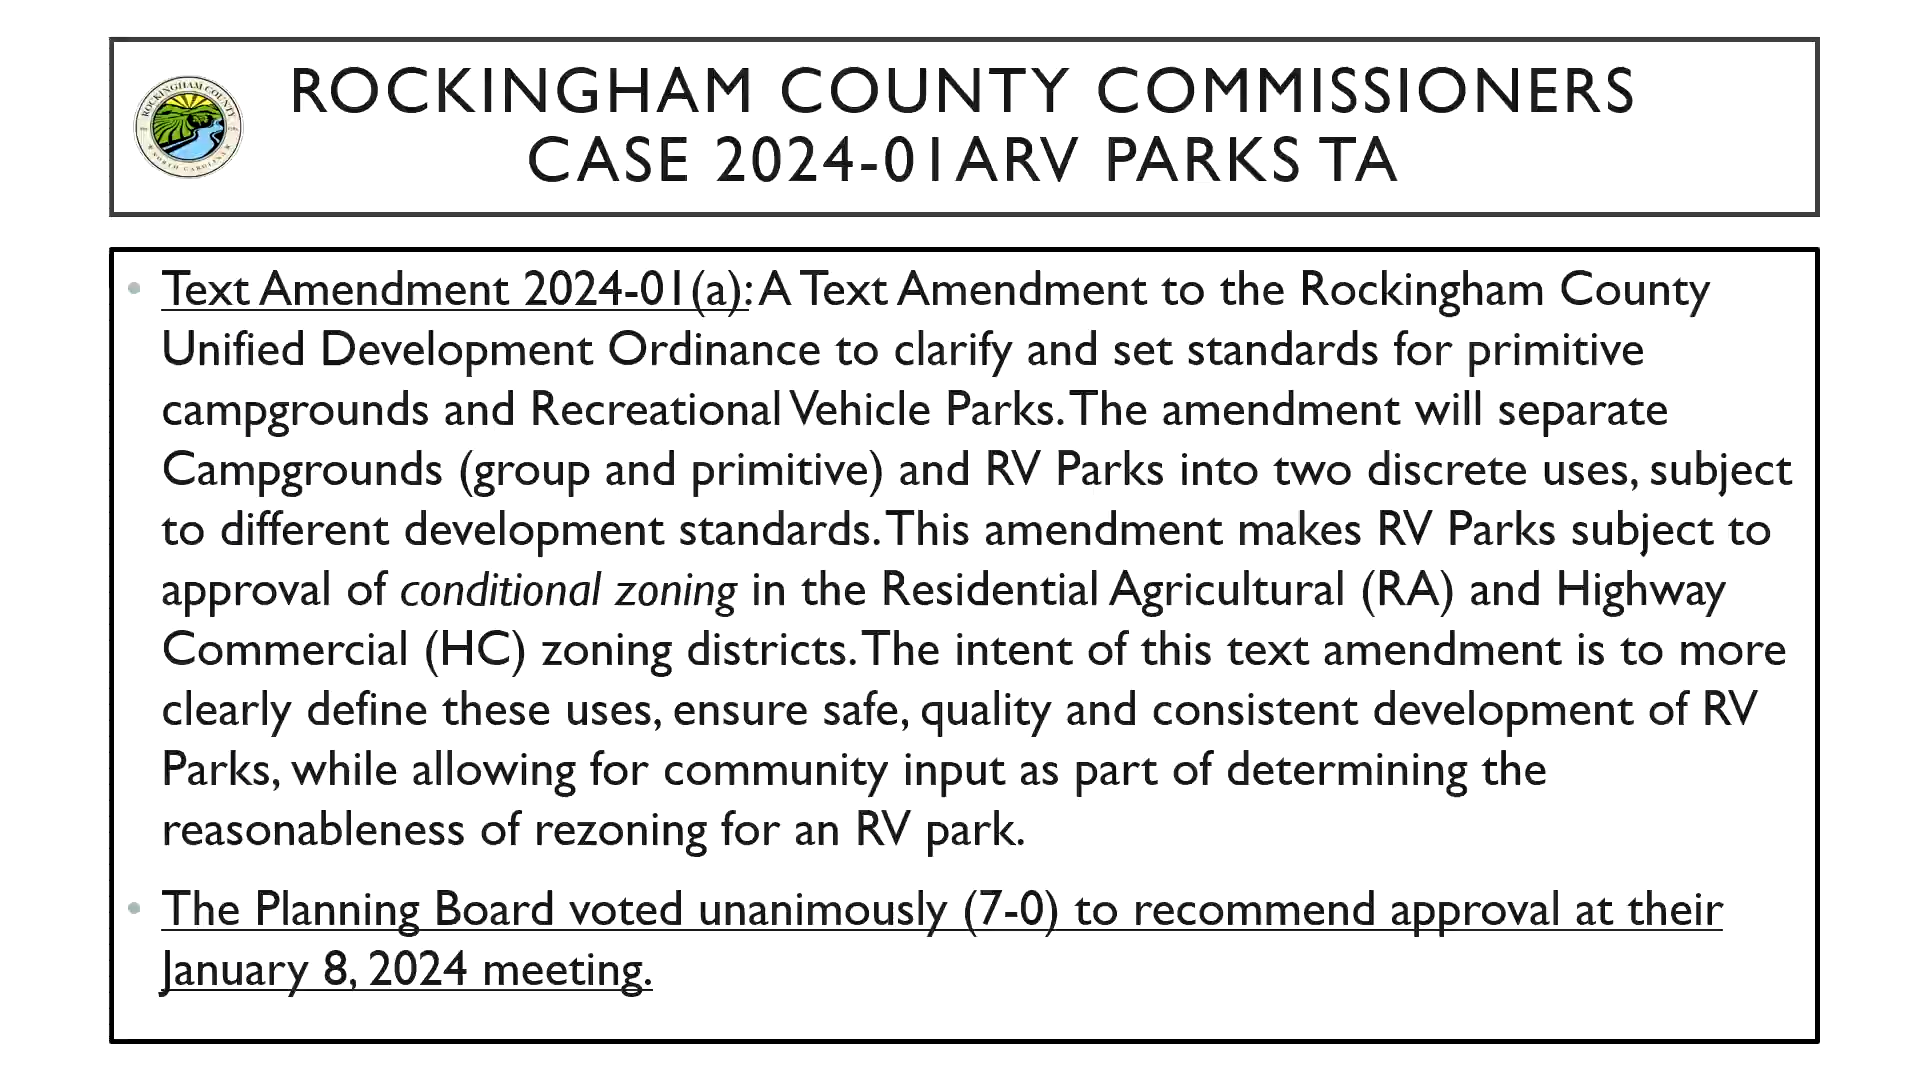 ROCKINGHAM COUNTY COMMISSIONERS
CASE 2024-01ARV PARKS TA
ROCKINGHAM COUNTY
NORTH CAROLINA
• Text Amendment 2024-01(a): A Text Amendment to the Rockingham County
Unified Development Ordinance to clarify and set standards for primitive
campgrounds and Recreational Vehicle Parks. The amendment will separate
Campgrounds (group and primitive) and RV Parks into two discrete uses, subject
to different development standards. This amendment makes RV Parks subject to
approval of conditional zoning in the Residential Agricultural (RA) and Highway
Commercial (HC) zoning districts. The intent of this text amendment is to more
clearly define these uses, ensure safe, quality and consistent development of RV
Parks, while allowing for community input as part of determining the
reasonableness of rezoning for an RV park.
• The Planning Board voted unanimously (7-0) to recommend approval at their
January 8, 2024 meeting.